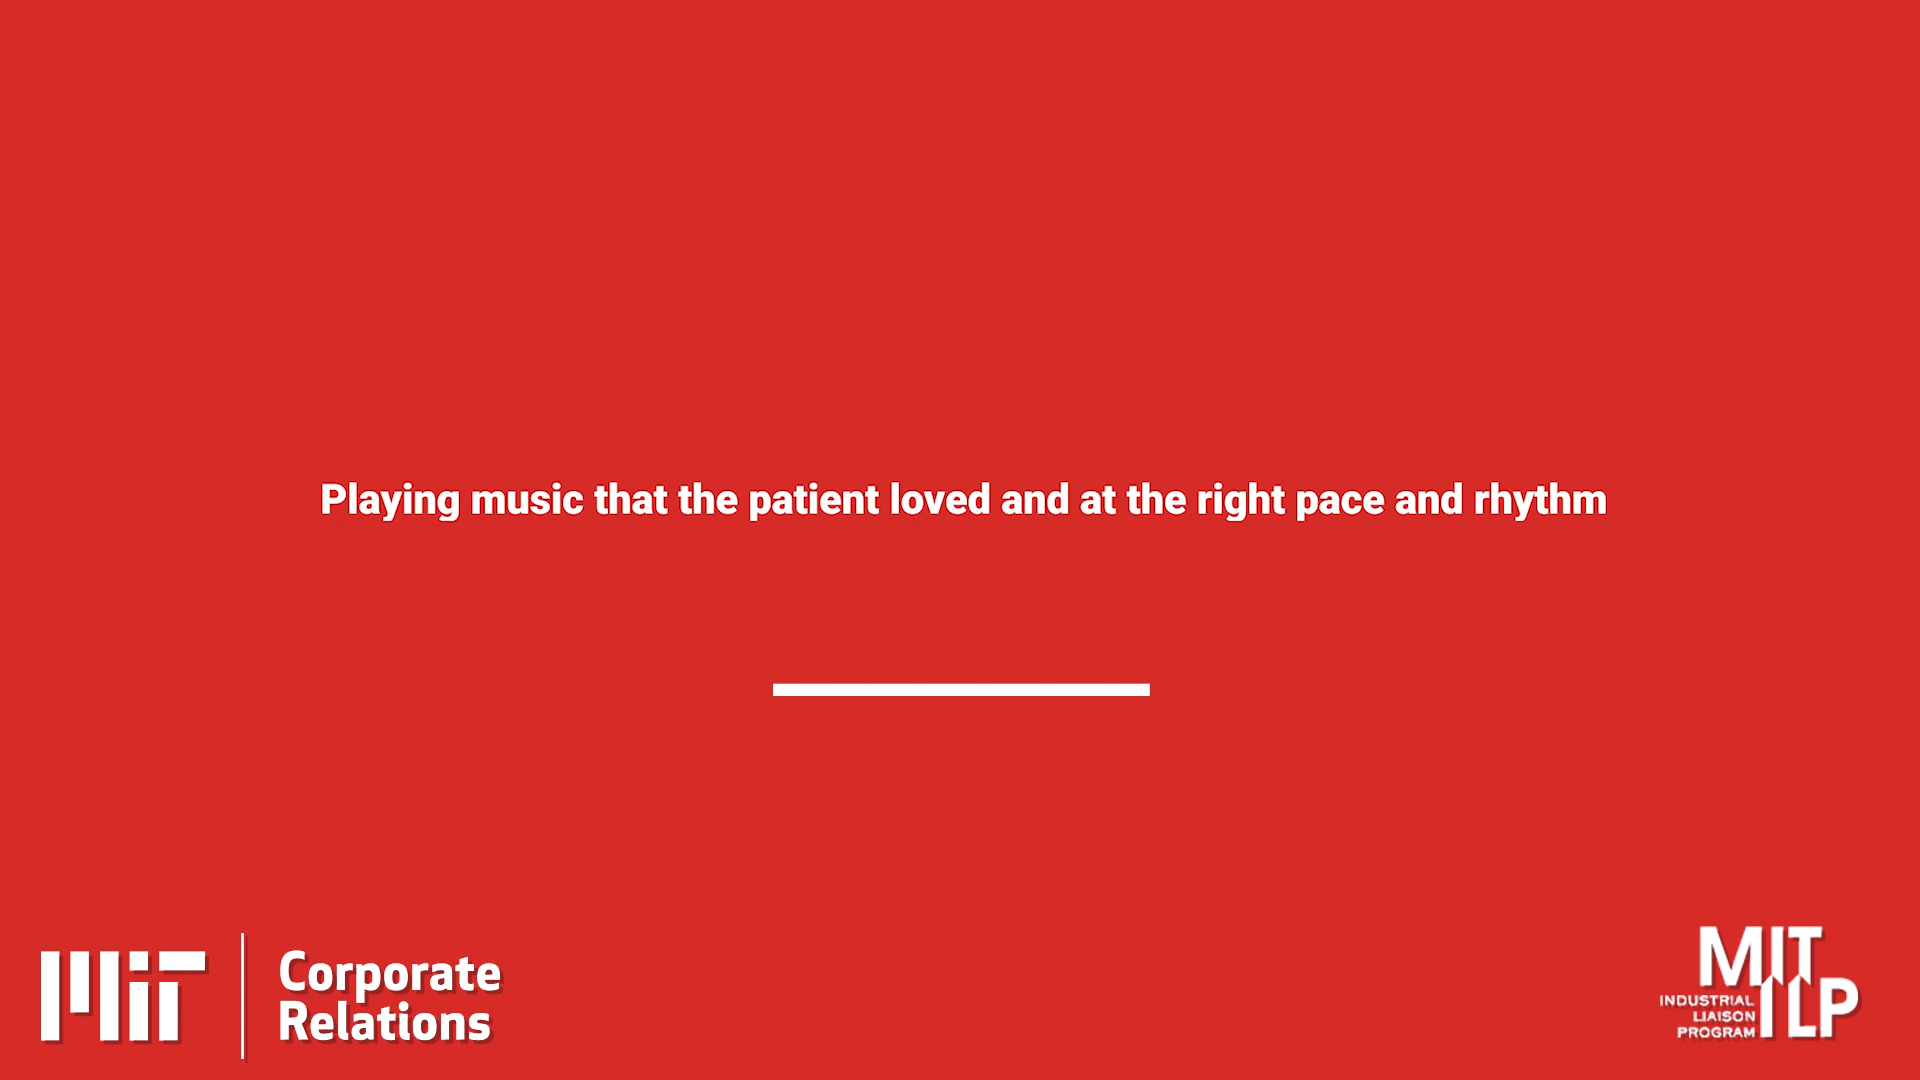 Playing music that the patient loved and at the right pace and rhythm
MIT
Corporate
Relations
MIT
ILP
INDUSTRIAL
LIAISON
PROGRAM